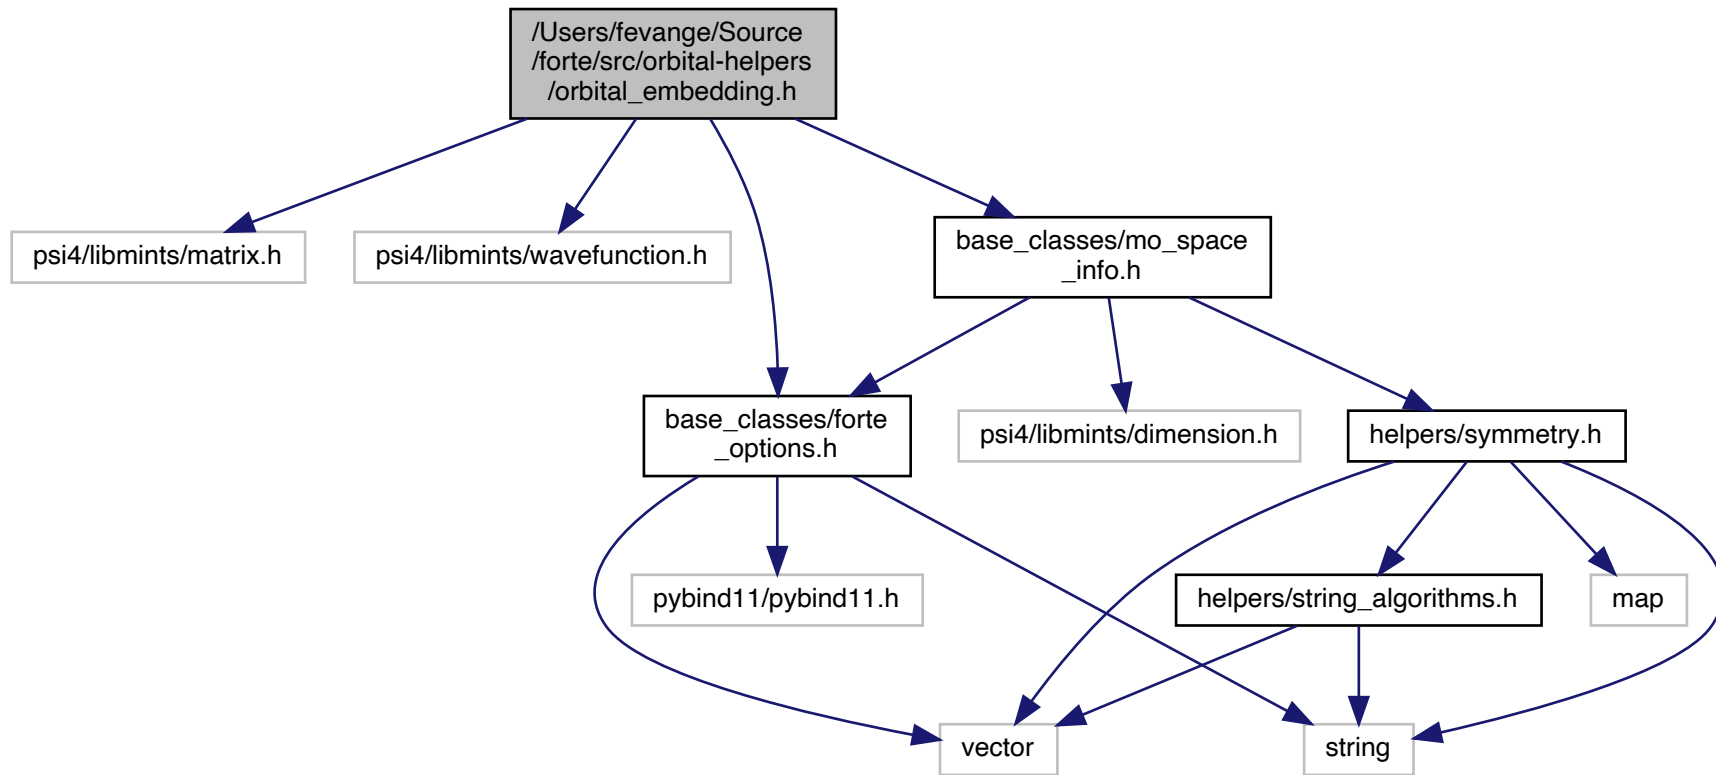 /Users/fevange/Source
/forte/src/orbital-helpers
/orbital_embedding.h
psi4/libmints/matrix.h
psi4/libmints/wavefunction.h
base_classes/mo_space
_info.h
base_classes/forte
_options.h
psi4/libmints/dimension.h
helpers/symmetry.h
pybind11/pybind11.h
helpers/string_algorithms.h
map
vector
string